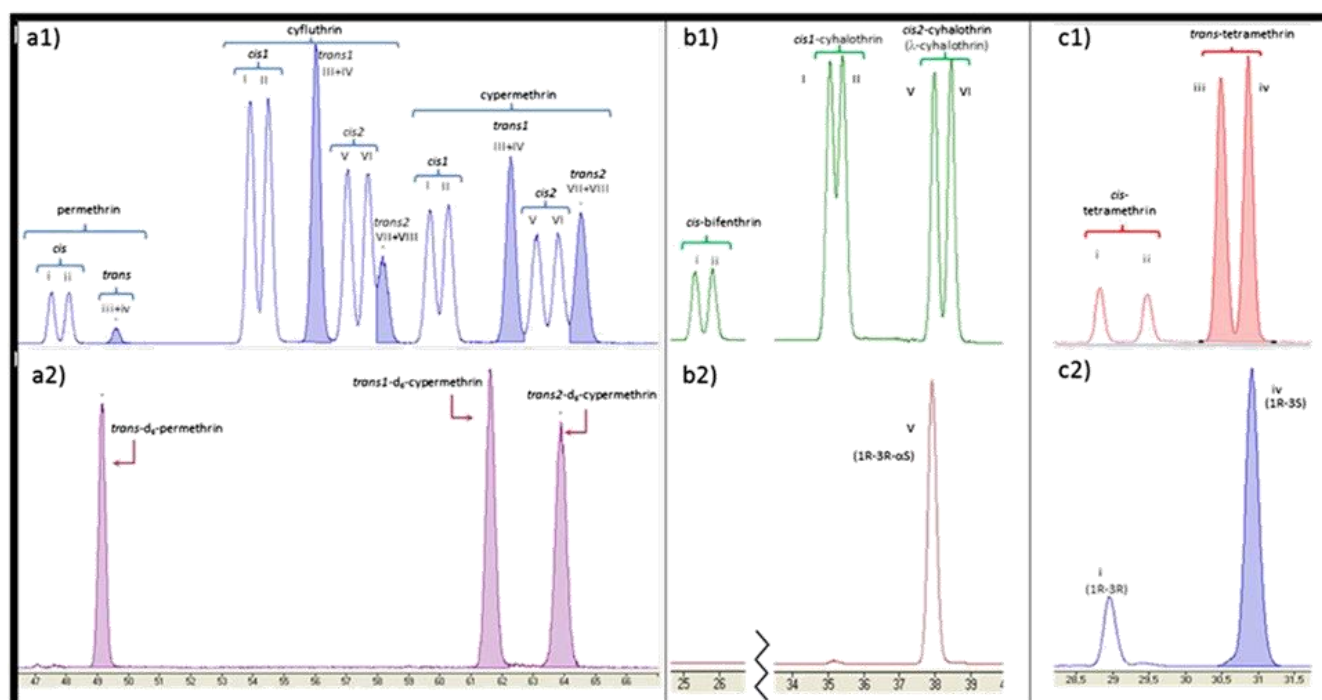 a1)
cyfluthrin
cis1
I II
trans1
III+IV
cis2
V VI
trans2
VII+VIII
cypermethrin
cis1
I II
trans1
III+IV
cis2
V VI
trans2
VII+VIII
permethrin
cis
i ii
trans
iii+iv
b1)
cis1-cyhalothrin
I II
cis2-cyhalothrin
(λ-cyhalothrin)
V VI
cis-bifenthrin
i ii
c1)
trans-tetramethrin
iii iv
cis-
tetramethrin
i ii
a2)
trans-d6-permethrin
trans1-d6-cypermethrin
trans2-d6-cypermethrin
47 48 49 50 51 52 53 54 55 56 57 58 59 60 61 62 63 64 65 66
b2)
V
(1R-3R-αS)
25 26 34 35 36 37 38 39
c2)
iv
(1R-3S)
i
(1R-3R)
28,5 29 29,5 30 30,5 31 31,5